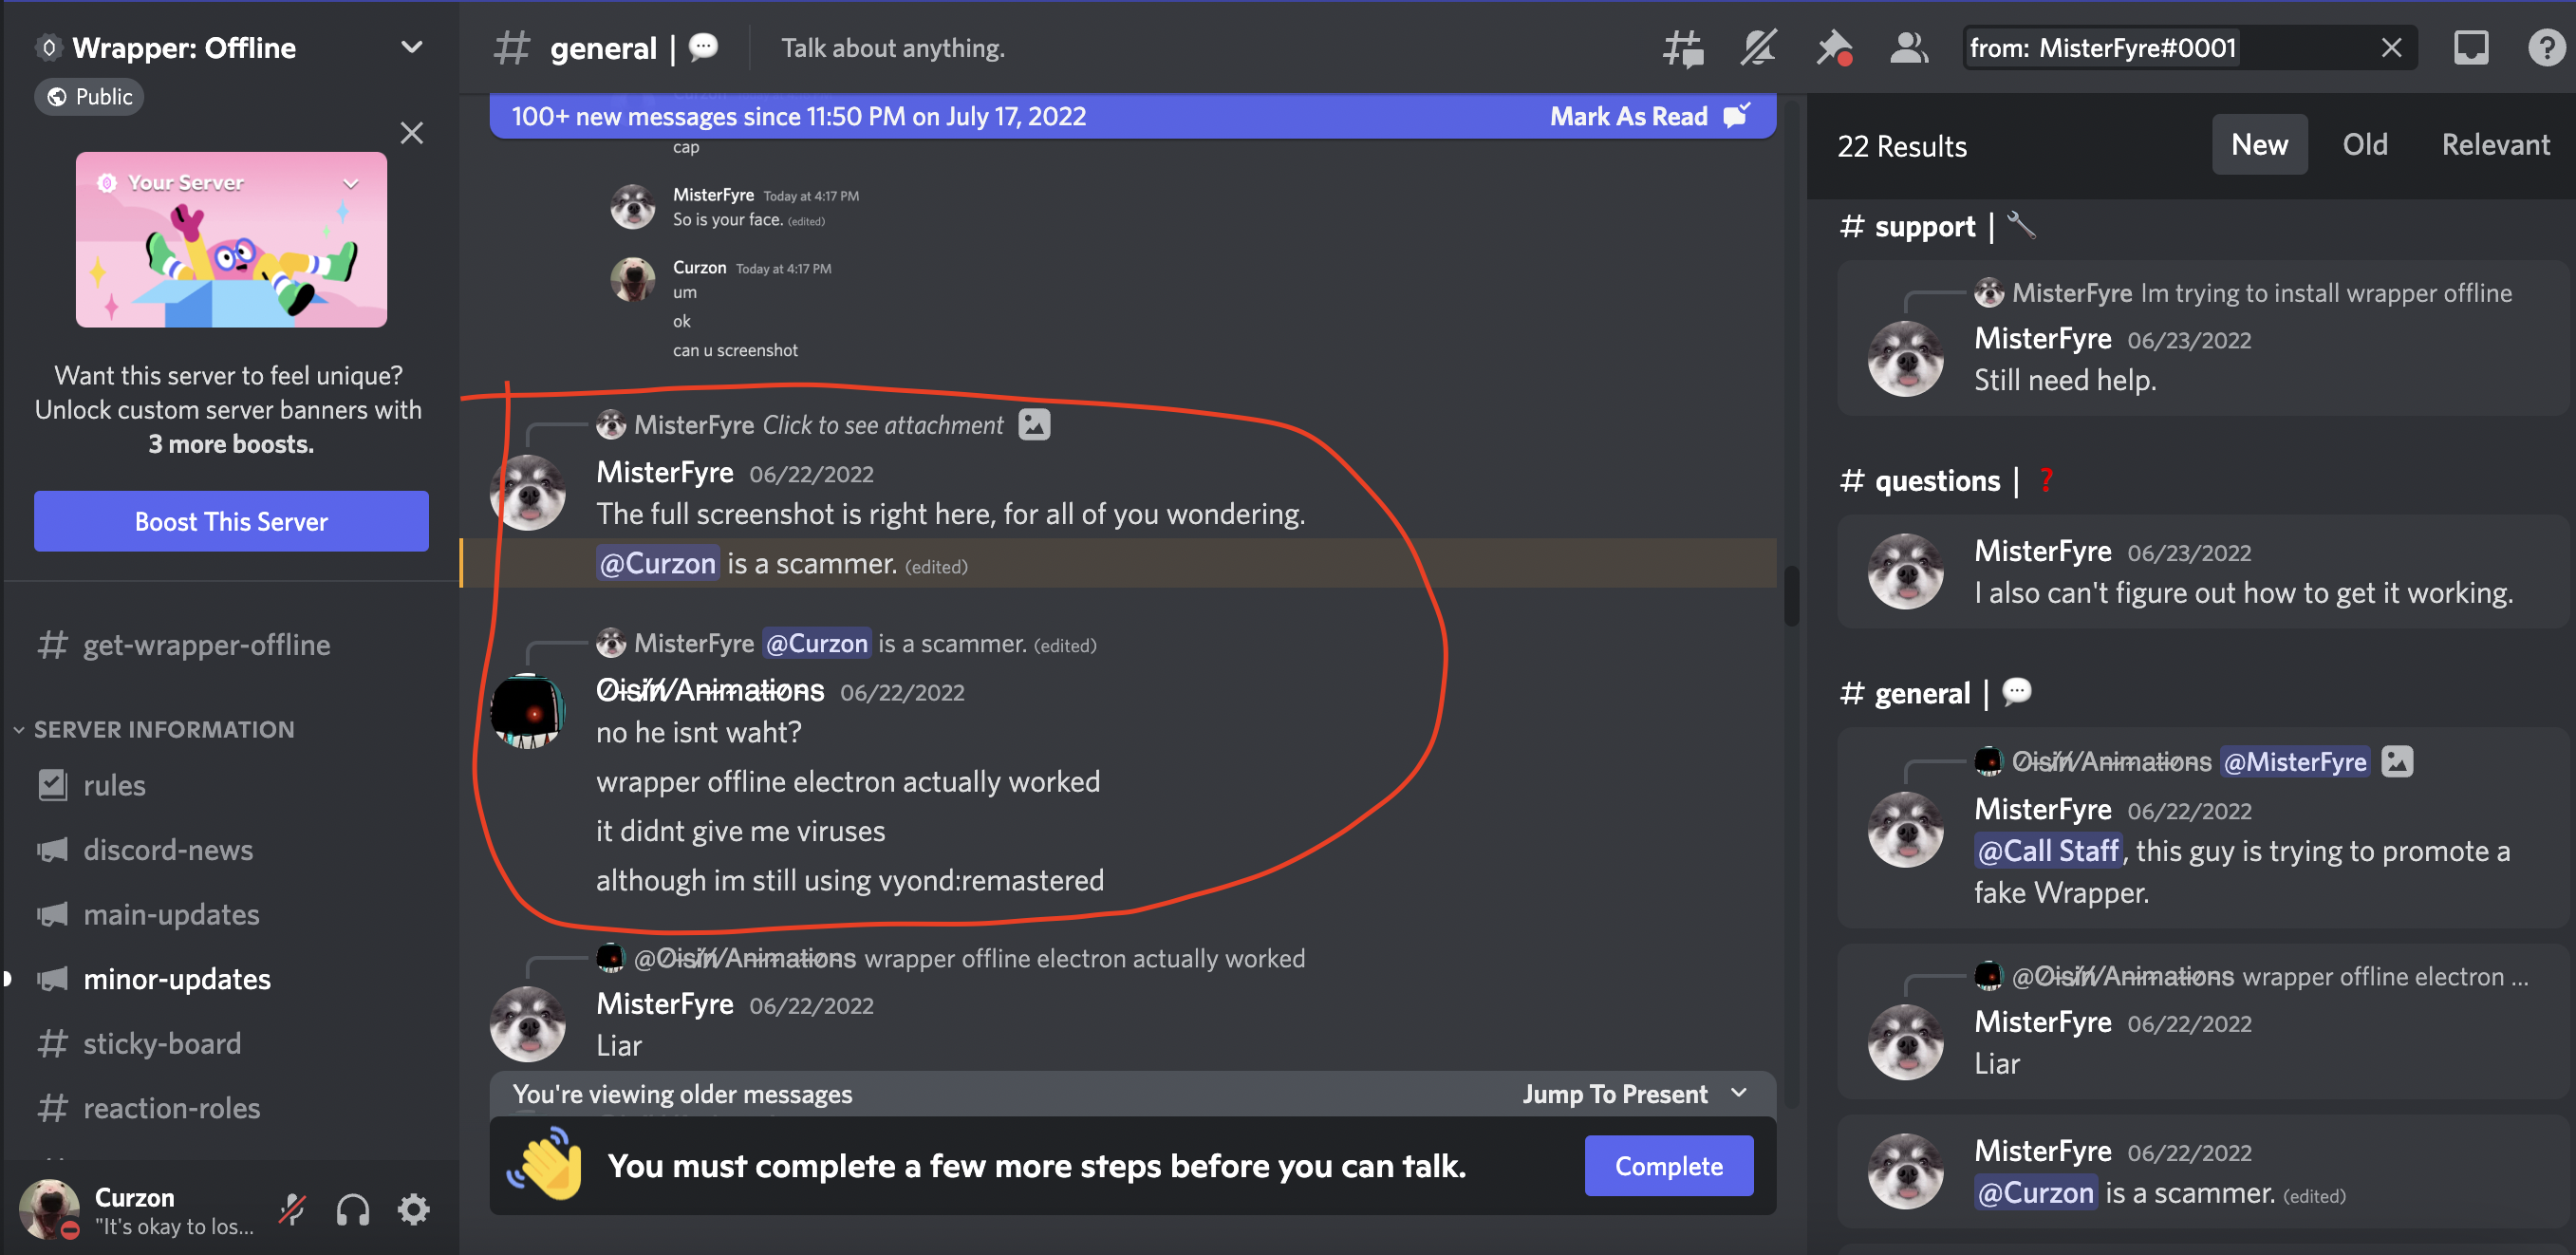 Wrapper: Offline
Public
Your Server
Want this server to feel unique?
Unlock custom server banners with
3 more boosts.
Boost This Server
# get-wrapper-offline
SERVER INFORMATION
rules
discord-news
main-updates
minor-updates
# sticky-board
# reaction-roles
Curzon
"It's okay to los...
# general |
Talk about anything.
from: MisterFyre#0001
100+ new messages since 11:50 PM on July 17, 2022
Mark As Read
cap
MisterFyre Today at 4:17 PM
So is your face. (edited)
Curzon Today at 4:17 PM
um
ok
can u screenshot
MisterFyre Click to see attachment
MisterFyre 06/22/2022
The full screenshot is right here, for all of you wondering.
@Curzon is a scammer. (edited)
MisterFyre @Curzon is a scammer. (edited)
Oisin/Animations 06/22/2022
no he isnt waht?
wrapper offline electron actually worked
it didnt give me viruses
although im still using vyond:remastered
@Oisin/Animations wrapper offline electron actually worked
MisterFyre 06/22/2022
Liar
You're viewing older messages
Jump To Present
You must complete a few more steps before you can talk.
Complete
22 Results
New Old Relevant
# support |
MisterFyre Im trying to install wrapper offline
MisterFyre 06/23/2022
Still need help.
# questions | ?
MisterFyre 06/23/2022
I also can't figure out how to get it working.
# general |
Oisin/Animations @MisterFyre
MisterFyre 06/22/2022
@Call Staff, this guy is trying to promote a
fake Wrapper.
@Oisin/Animations wrapper offline electron ...
MisterFyre 06/22/2022
Liar
MisterFyre 06/22/2022
@Curzon is a scammer. (edited)